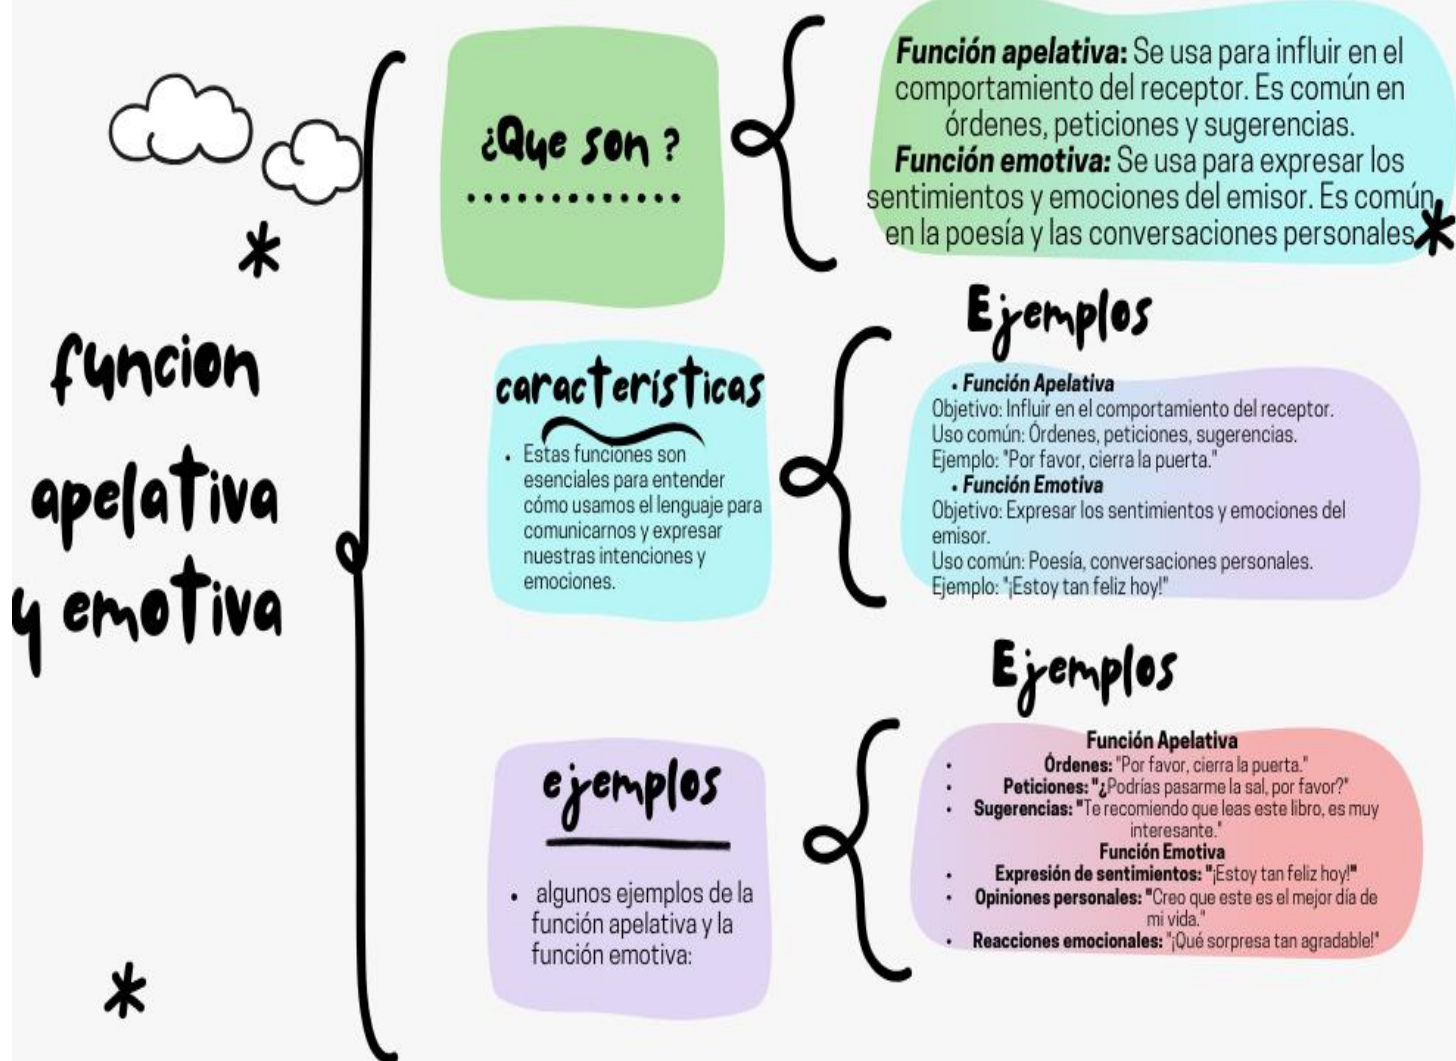 funcion
apelativa
y emotiva
¿Que son ?
Función apelativa: Se usa para influir en el
comportamiento del receptor. Es común en
órdenes, peticiones y sugerencias.
Función emotiva: Se usa para expresar los
sentimientos y emociones del emisor. Es común
en la poesía y las conversaciones personales
características
• Estas funciones son
esenciales para entender
cómo usamos el lenguaje para
comunicarnos y expresar
nuestras intenciones y
emociones.
Ejemplos
• Función Apelativa
Objetivo: Influir en el comportamiento del receptor.
Uso común: Órdenes, peticiones, sugerencias.
Ejemplo: "Por favor, cierra la puerta."
• Función Emotiva
Objetivo: Expresar los sentimientos y emociones del
emisor.
Uso común: Poesía, conversaciones personales.
Ejemplo: "¡Estoy tan feliz hoy!"
ejemplos
• algunos ejemplos de la
función apelativa y la
función emotiva:
Ejemplos
Función Apelativa
• Órdenes: "Por favor, cierra la puerta."
• Peticiones: "¿Podrías pasarme la sal, por favor?"
• Sugerencias: "Te recomiendo que leas este libro, es muy
interesante."
Función Emotiva
• Expresión de sentimientos: "¡Estoy tan feliz hoy!"
• Opiniones personales: "Creo que este es el mejor día de
mi vida."
• Reacciones emocionales: "¡Qué sorpresa tan agradable!"